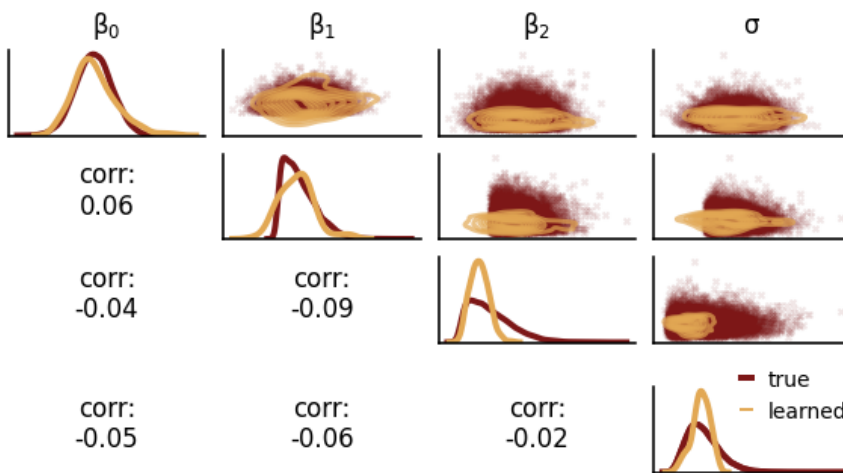 β₀ β₁ β₂ σ
corr:
0.06
corr: corr:
-0.04 -0.09
true
learned
corr: corr: corr:
-0.05 -0.06 -0.02